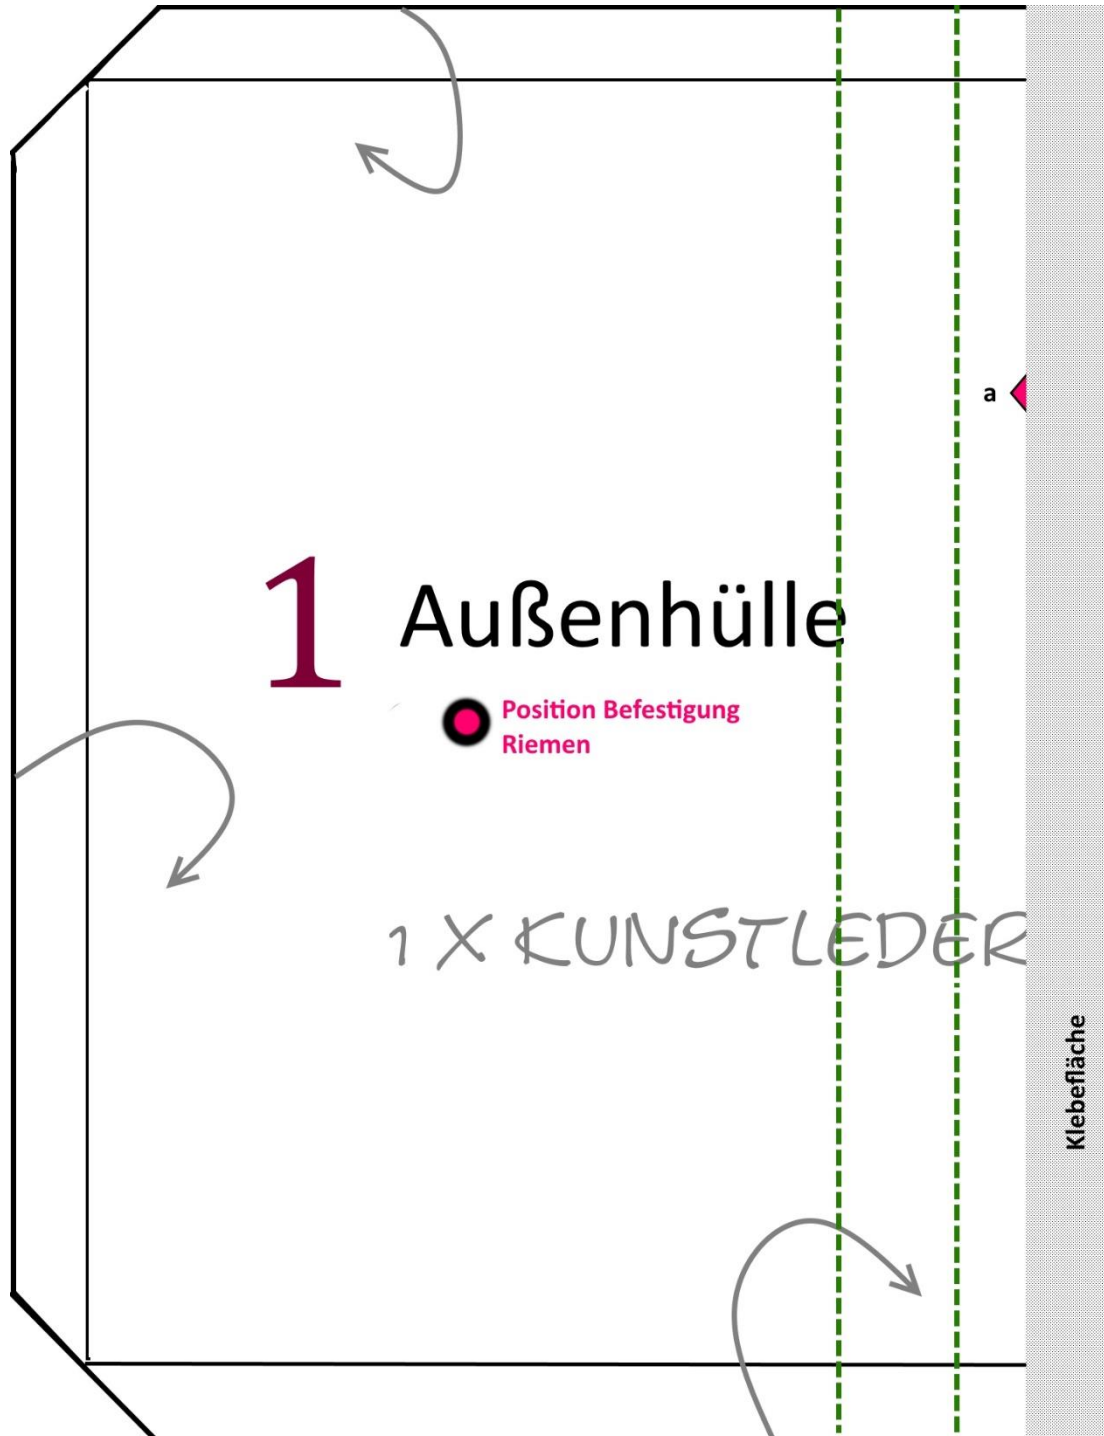 a
1 Außenhülle
Position Befestigung
Riemen
1 X KUNSTLEDER
Klebefläche